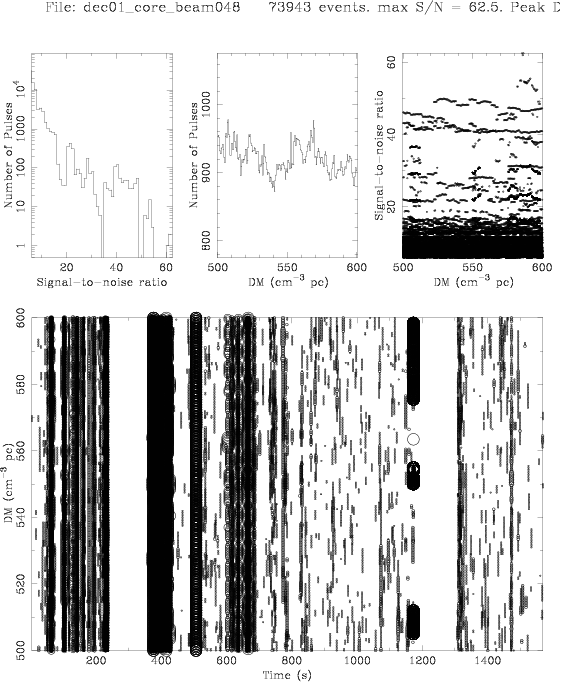 File: dec01_core_beam048 73943 events. max S/N = 62.5. Peak D
Number of Pulses
1 10 100 1000 10⁴
20 40 60
Signal−to−noise ratio
Number of Pulses
800 900 1000
500 550 600
DM (cm⁻³ pc)
Signal−to−noise ratio
20 40 60
500 550 600
DM (cm⁻³ pc)
DM (cm⁻³ pc)
500 520 540 560 580 600
200 400 600 800 1000 1200 1400
Time (s)